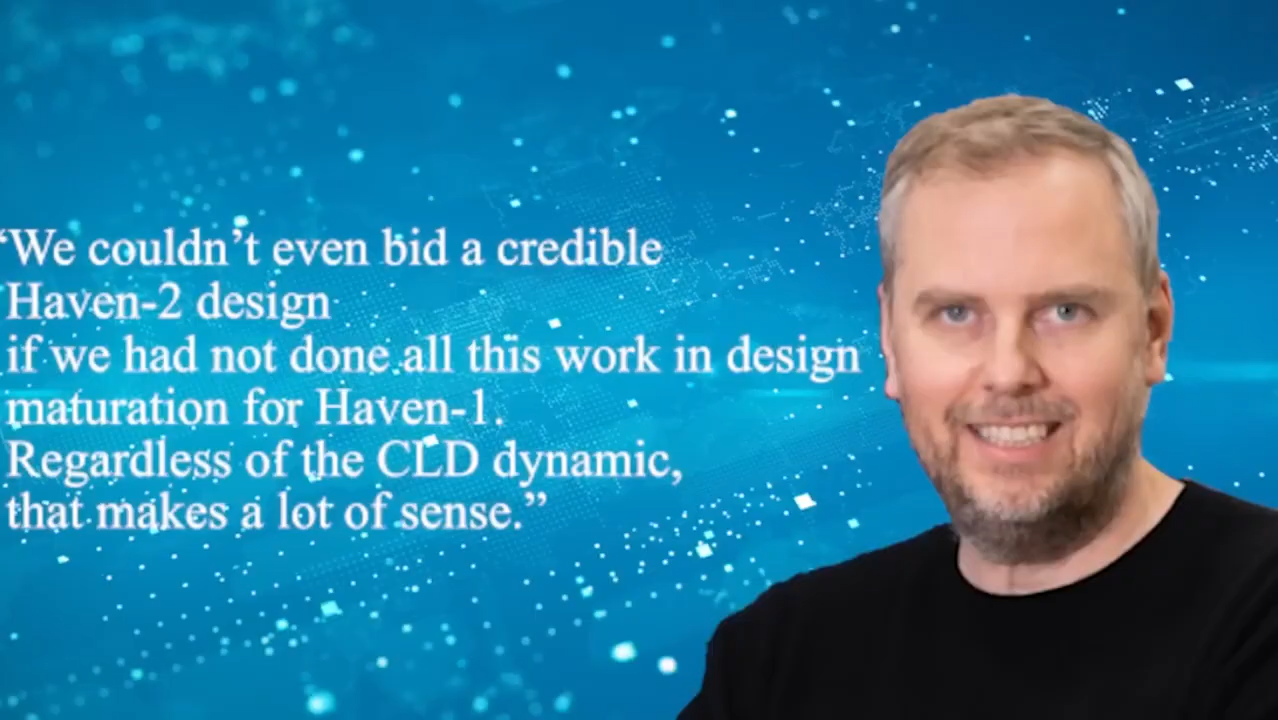 “We couldn’t even bid a credible
Haven-2 design
if we had not done all this work in design
maturation for Haven-1.
Regardless of the CLD dynamic,
that makes a lot of sense.”